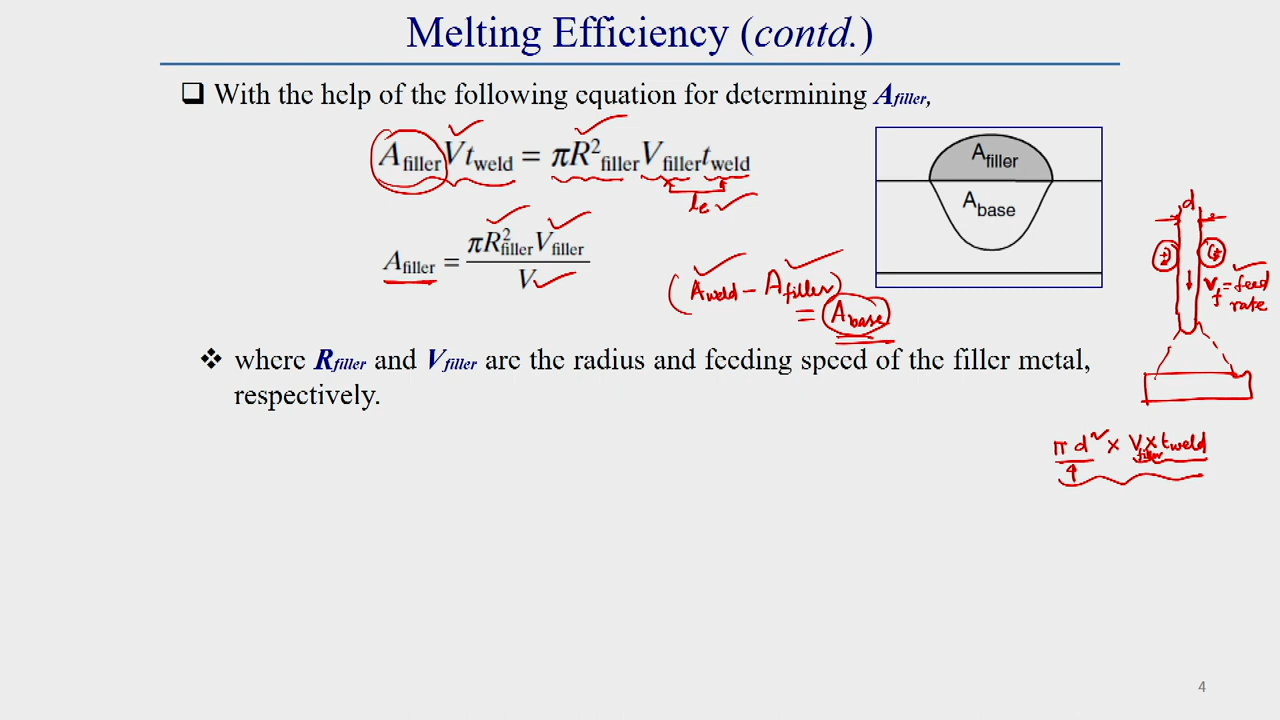 Melting Efficiency (contd.)
❑ With the help of the following equation for determining A_filler,
A_filler V t_weld = πR²_filler V_filler t_weld
l_e
A_filler = πR²_filler V_filler / V
(A_weld − A_filler)
= A_base
A_filler
A_base
d
V_f = feed
rate
❖ where R_filler and V_filler are the radius and feeding speed of the filler metal,
respectively.
π d² / 4 × V_filler × t_weld
4